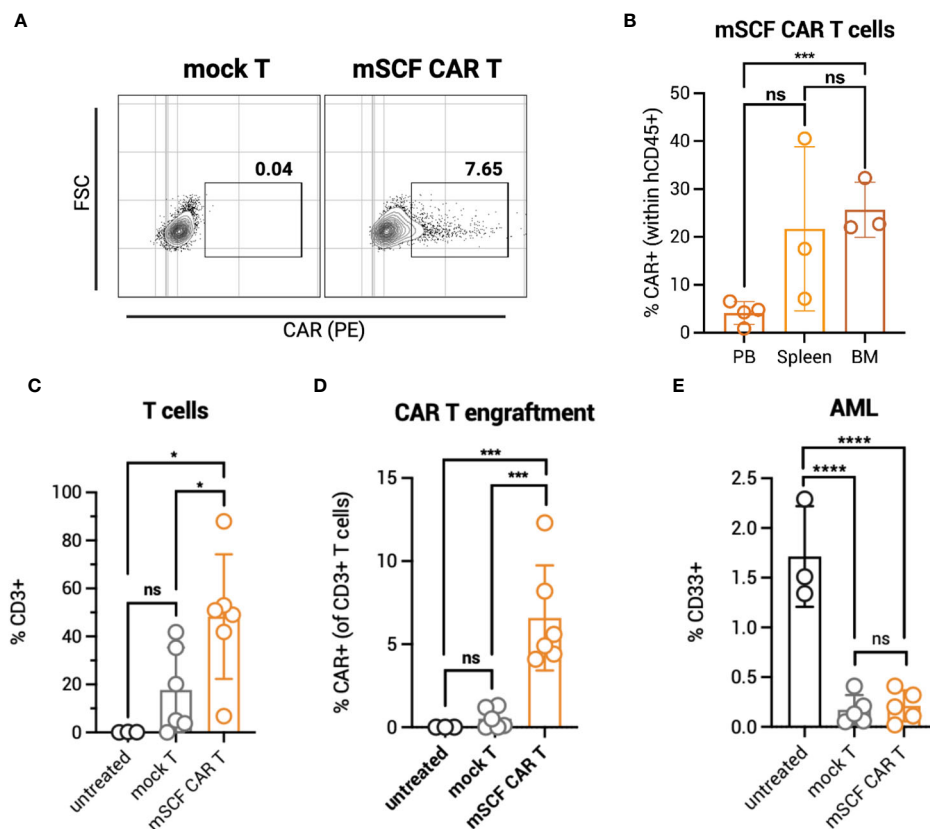 A
mock T
mSCF CAR T
0.04
7.65
FSC
CAR (PE)
B
mSCF CAR T cells
***
ns
ns
% CAR+ (within hCD45+)
50
40
30
20
10
0
PB
Spleen
BM
C
T cells
*
*
ns
% CD3+
100
80
60
40
20
0
untreated
mock T
mSCF CAR T
D
CAR T engraftment
***
***
ns
% CAR+ (of CD3+ T cells)
15
10
5
0
untreated
mock T
mSCF CAR T
E
AML
****
****
ns
% CD33+
2.5
2.0
1.5
1.0
0.5
0.0
untreated
mock T
mSCF CAR T